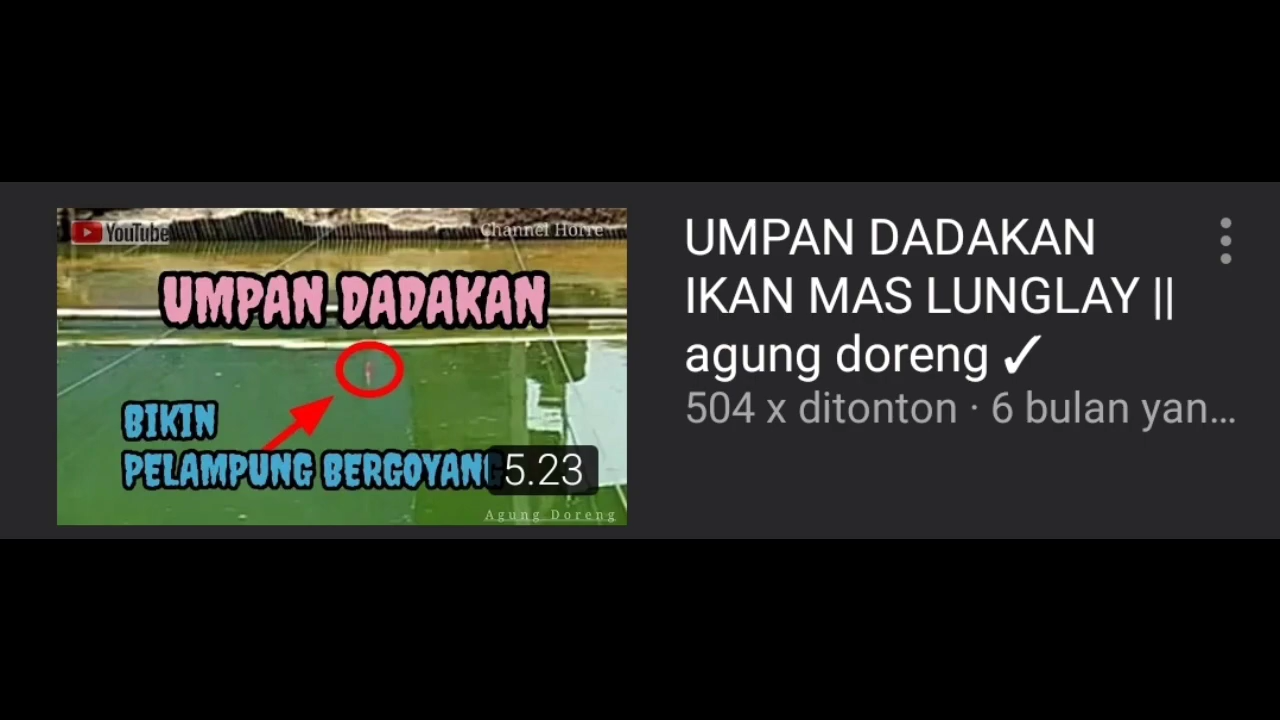 YouTube
Channel Horre
UMPAN DADAKAN
BIKIN
PELAMPUNG BERGOYANG
5.23
Agung Doreng
UMPAN DADAKAN
IKAN MAS LUNGLAY ||
agung doreng ✓
504 x ditonton · 6 bulan yan...